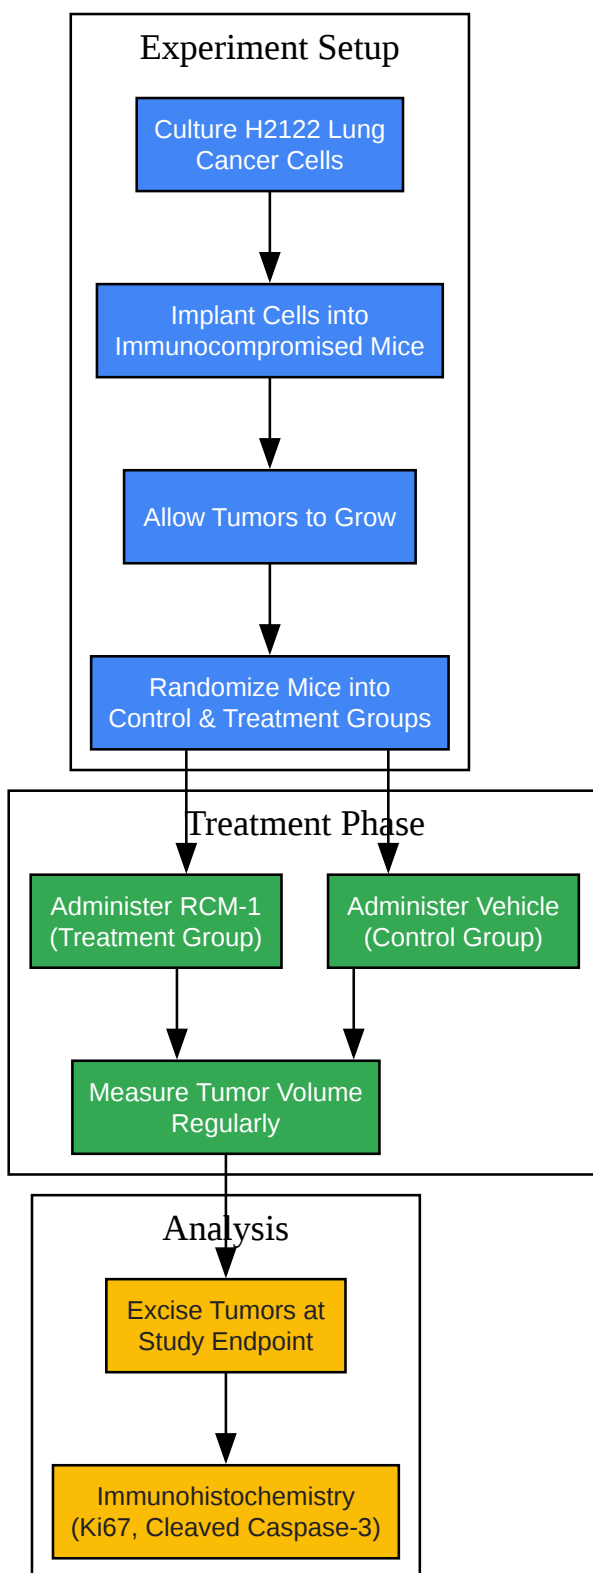 Experiment Setup
Culture H2122 Lung
Cancer Cells
Implant Cells into
Immunocompromised Mice
Allow Tumors to Grow
Randomize Mice into
Control & Treatment Groups
Treatment Phase
Administer RCM-1
(Treatment Group)
Administer Vehicle
(Control Group)
Measure Tumor Volume
Regularly
Analysis
Excise Tumors at
Study Endpoint
Immunohistochemistry
(Ki67, Cleaved Caspase-3)